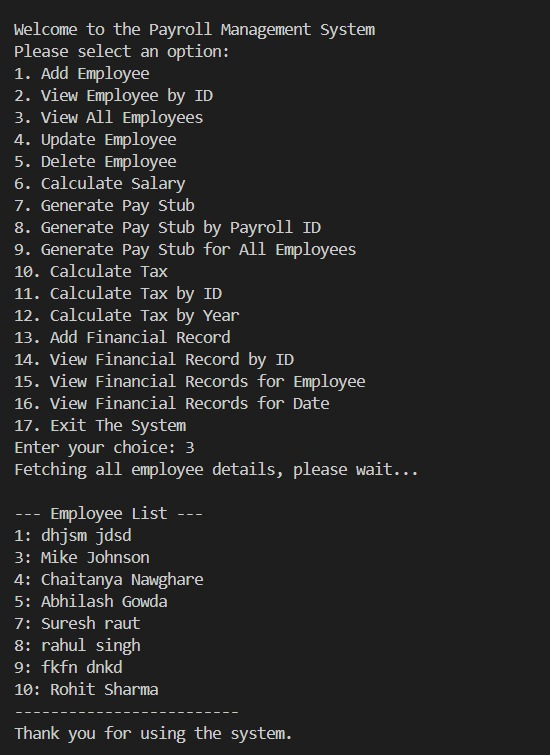 Welcome to the Payroll Management System
Please select an option:
1. Add Employee
2. View Employee by ID
3. View All Employees
4. Update Employee
5. Delete Employee
6. Calculate Salary
7. Generate Pay Stub
8. Generate Pay Stub by Payroll ID
9. Generate Pay Stub for All Employees
10. Calculate Tax
11. Calculate Tax by ID
12. Calculate Tax by Year
13. Add Financial Record
14. View Financial Record by ID
15. View Financial Records for Employee
16. View Financial Records for Date
17. Exit The System
Enter your choice: 3
Fetching all employee details, please wait...
--- Employee List ---
1: dhjsm jdsd
3: Mike Johnson
4: Chaitanya Nawghare
5: Abhilash Gowda
7: Suresh raut
8: rahul singh
9: fkfn dnkd
10: Rohit Sharma
-------------------------
Thank you for using the system.